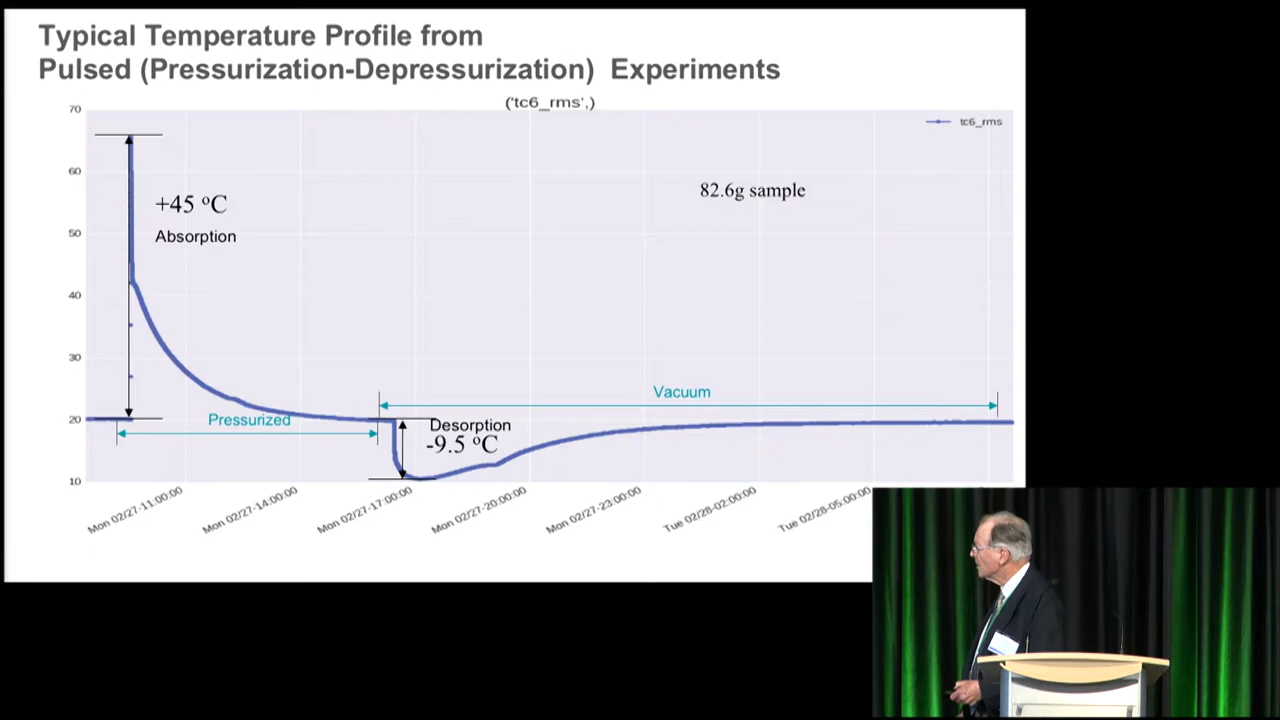 Typical Temperature Profile from
Pulsed (Pressurization-Depressurization) Experiments
('tc6_rms',)
tc6_rms
70
60
50
40
30
20
10
+45 °C
Absorption
82.6g sample
Pressurized
Vacuum
Desorption
-9.5 °C
Mon 02/27-11:00:00
Mon 02/27-14:00:00
Mon 02/27-17:00:00
Mon 02/27-20:00:00
Mon 02/27-23:00:00
Tue 02/28-02:00:00
Tue 02/28-05:00:00